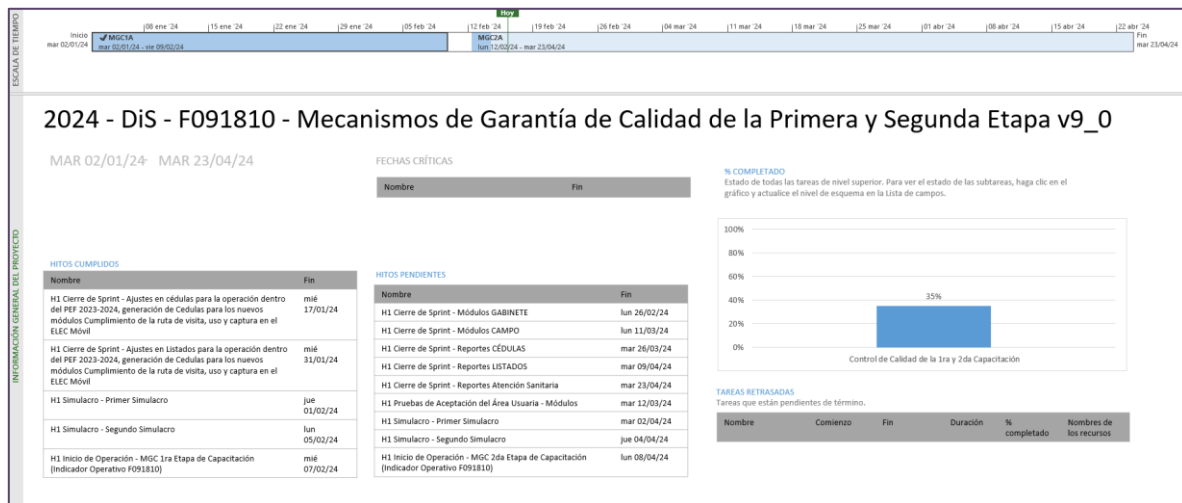 ESCALA DE TIEMPO
Hoy
08 ene '24 15 ene '24 22 ene '24 29 ene '24 05 feb '24 12 feb '24 19 feb '24 26 feb '24 04 mar '24 11 mar '24 18 mar '24 25 mar '24 01 abr '24 08 abr '24 15 abr '24 22 abr '24
Inicio
mar 02/01/24
MGC1A
mar 02/01/24 - vie 09/02/24
MGC2A
lun 12/02/24 - mar 23/04/24
Fin
mar 23/04/24
INFORMACIÓN GENERAL DEL PROYECTO
2024 - DiS - F091810 - Mecanismos de Garantía de Calidad de la Primera y Segunda Etapa v9_0
MAR 02/01/24- MAR 23/04/24
FECHAS CRÍTICAS
Nombre Fin
HITOS CUMPLIDOS
Nombre Fin
H1 Cierre de Sprint - Ajustes en cédulas para la operación dentro mié
del PEF 2023-2024, generación de Cedulas para los nuevos 17/01/24
módulos Cumplimiento de la ruta de visita, uso y captura en el
ELEC Móvil
H1 Cierre de Sprint - Ajustes en Listados para la operación dentro mié
del PEF 2023-2024, generación de Cedulas para los nuevos 31/01/24
módulos Cumplimiento de la ruta de visita, uso y captura en el
ELEC Móvil
H1 Simulacro - Primer Simulacro jue
01/02/24
H1 Simulacro - Segundo Simulacro lun
05/02/24
H1 Inicio de Operación - MGC 1ra Etapa de Capacitación mié
(Indicador Operativo F091810) 07/02/24
HITOS PENDIENTES
Nombre Fin
H1 Cierre de Sprint - Módulos GABINETE lun 26/02/24
H1 Cierre de Sprint - Módulos CAMPO lun 11/03/24
H1 Cierre de Sprint - Reportes CÉDULAS mar 26/03/24
H1 Cierre de Sprint - Reportes LISTADOS mar 09/04/24
H1 Cierre de Sprint - Reportes Atención Sanitaria mar 23/04/24
H1 Pruebas de Aceptación del Área Usuaria - Módulos mar 12/03/24
H1 Simulacro - Primer Simulacro mar 02/04/24
H1 Simulacro - Segundo Simulacro jue 04/04/24
H1 Inicio de Operación - MGC 2da Etapa de Capacitación lun 08/04/24
(Indicador Operativo F091810)
% COMPLETADO
Estado de todas las tareas de nivel superior. Para ver el estado de las subtareas, haga clic en el
gráfico y actualice el nivel de esquema en la Lista de campos.
100%
80%
60%
40%
20%
0%
35%
Control de Calidad de la 1ra y 2da Capacitación
TAREAS RETRASADAS
Tareas que están pendientes de término.
Nombre Comienzo Fin Duración % Nombres de
completado los recursos